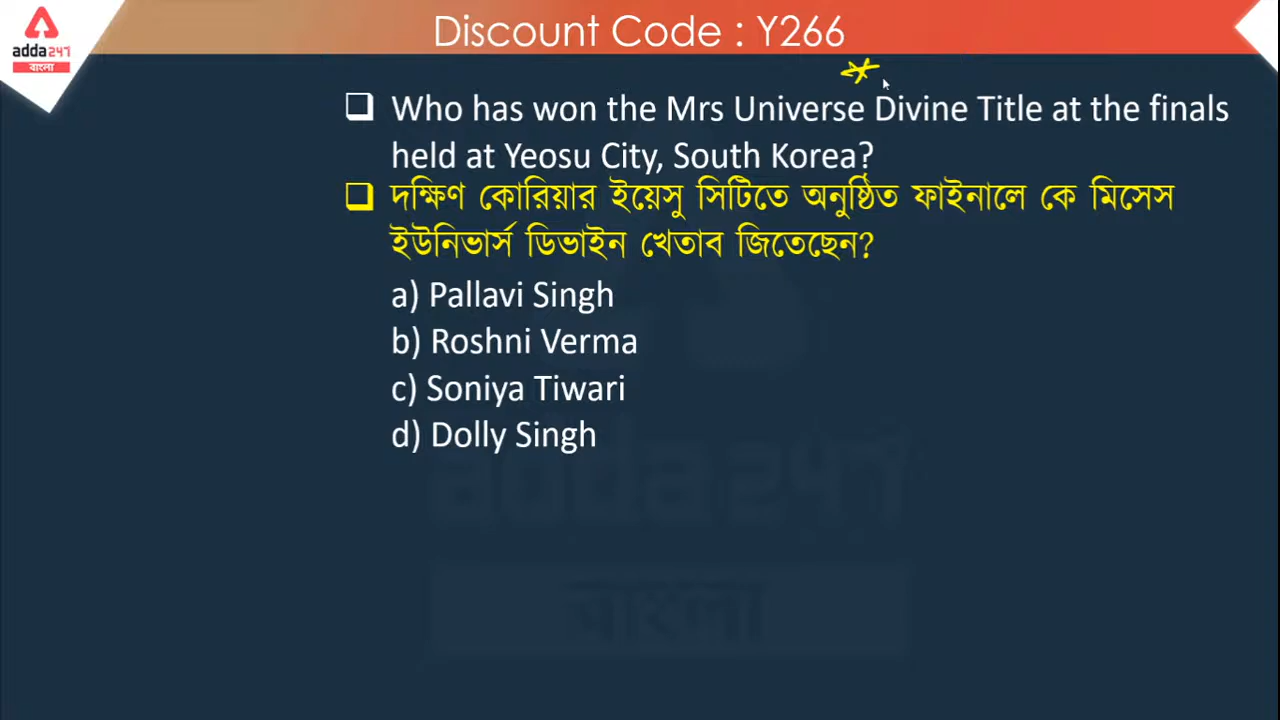 Discount Code : Y266
adda247
বাংলা
Who has won the Mrs Universe Divine Title at the finals
held at Yeosu City, South Korea?
দক্ষিণ কোরিয়ার ইয়েসু সিটিতে অনুষ্ঠিত ফাইনালে কে মিসেস
ইউনিভার্স ডিভাইন খেতাব জিতেছেন?
a) Pallavi Singh
b) Roshni Verma
c) Soniya Tiwari
d) Dolly Singh
adda247
বাংলা